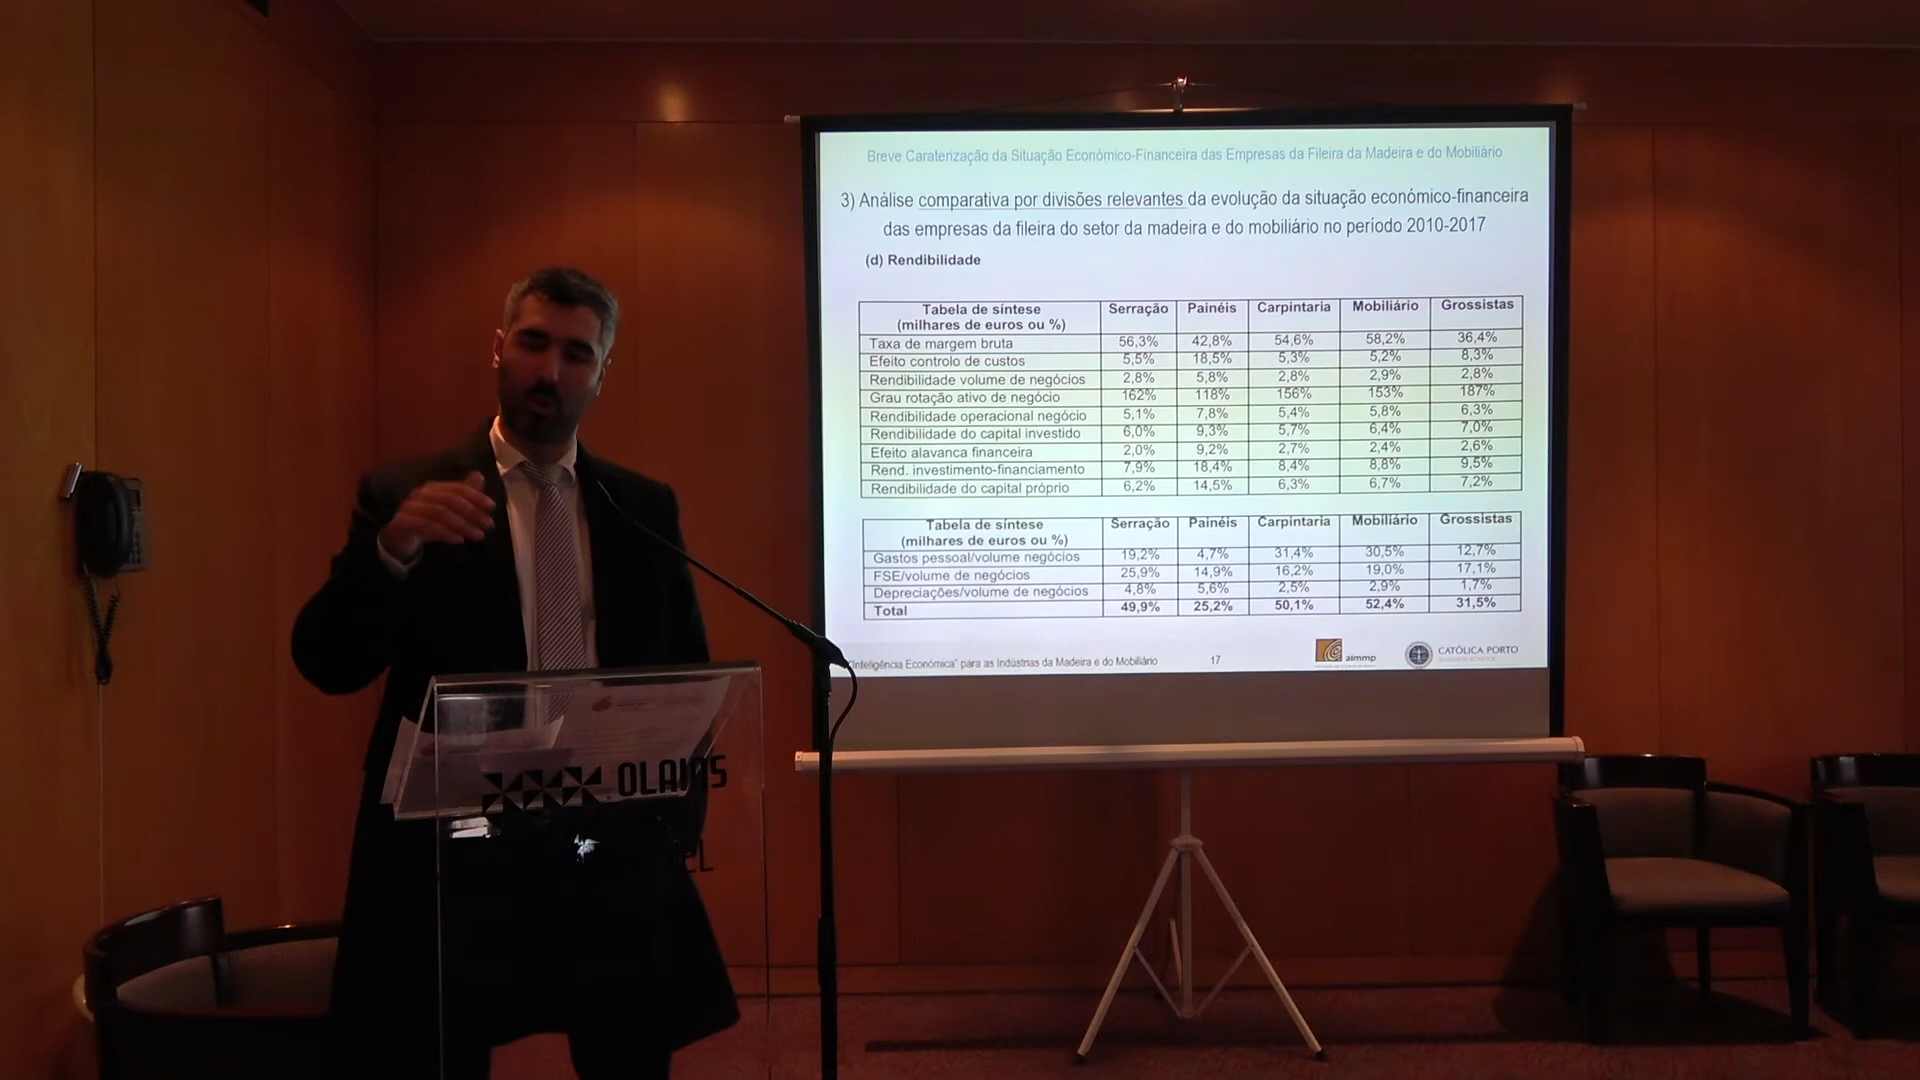 Breve Caraterização da Situação Económico-Financeira das Empresas da Fileira da Madeira e do Mobiliário
3) Análise comparativa por divisões relevantes da evolução da situação económico-financeira
das empresas da fileira do setor da madeira e do mobiliário no período 2010-2017
(d) Rendibilidade
Tabela de síntese (milhares de euros ou %) Serração Painéis Carpintaria Mobiliário Grossistas
Taxa de margem bruta 56,3% 42,8% 54,6% 58,2% 36,4%
Efeito controlo de custos 5,5% 18,5% 5,3% 5,2% 8,3%
Rendibilidade volume de negócios 2,8% 5,8% 2,8% 2,9% 2,8%
Grau rotação ativo de negócio 162% 118% 156% 153% 187%
Rendibilidade operacional negócio 5,1% 7,8% 5,4% 5,8% 6,3%
Rendibilidade do capital investido 6,0% 9,3% 5,7% 6,4% 7,0%
Efeito alavanca financeira 2,0% 9,2% 2,7% 2,4% 2,6%
Rend. investimento-financiamento 7,9% 18,4% 8,4% 8,8% 9,5%
Rendibilidade do capital próprio 6,2% 14,5% 6,3% 6,7% 7,2%
Tabela de síntese (milhares de euros ou %) Serração Painéis Carpintaria Mobiliário Grossistas
Gastos pessoal/volume negócios 19,2% 4,7% 31,4% 30,5% 12,7%
FSE/volume de negócios 25,9% 14,9% 16,2% 19,0% 17,1%
Depreciações/volume de negócios 4,8% 5,6% 2,5% 2,9% 1,7%
Total 49,9% 25,2% 50,1% 52,4% 31,5%
"Inteligência Económica" para as Indústrias da Madeira e do Mobiliário 17
aimmp
CATÓLICA PORTO
OLAIAS